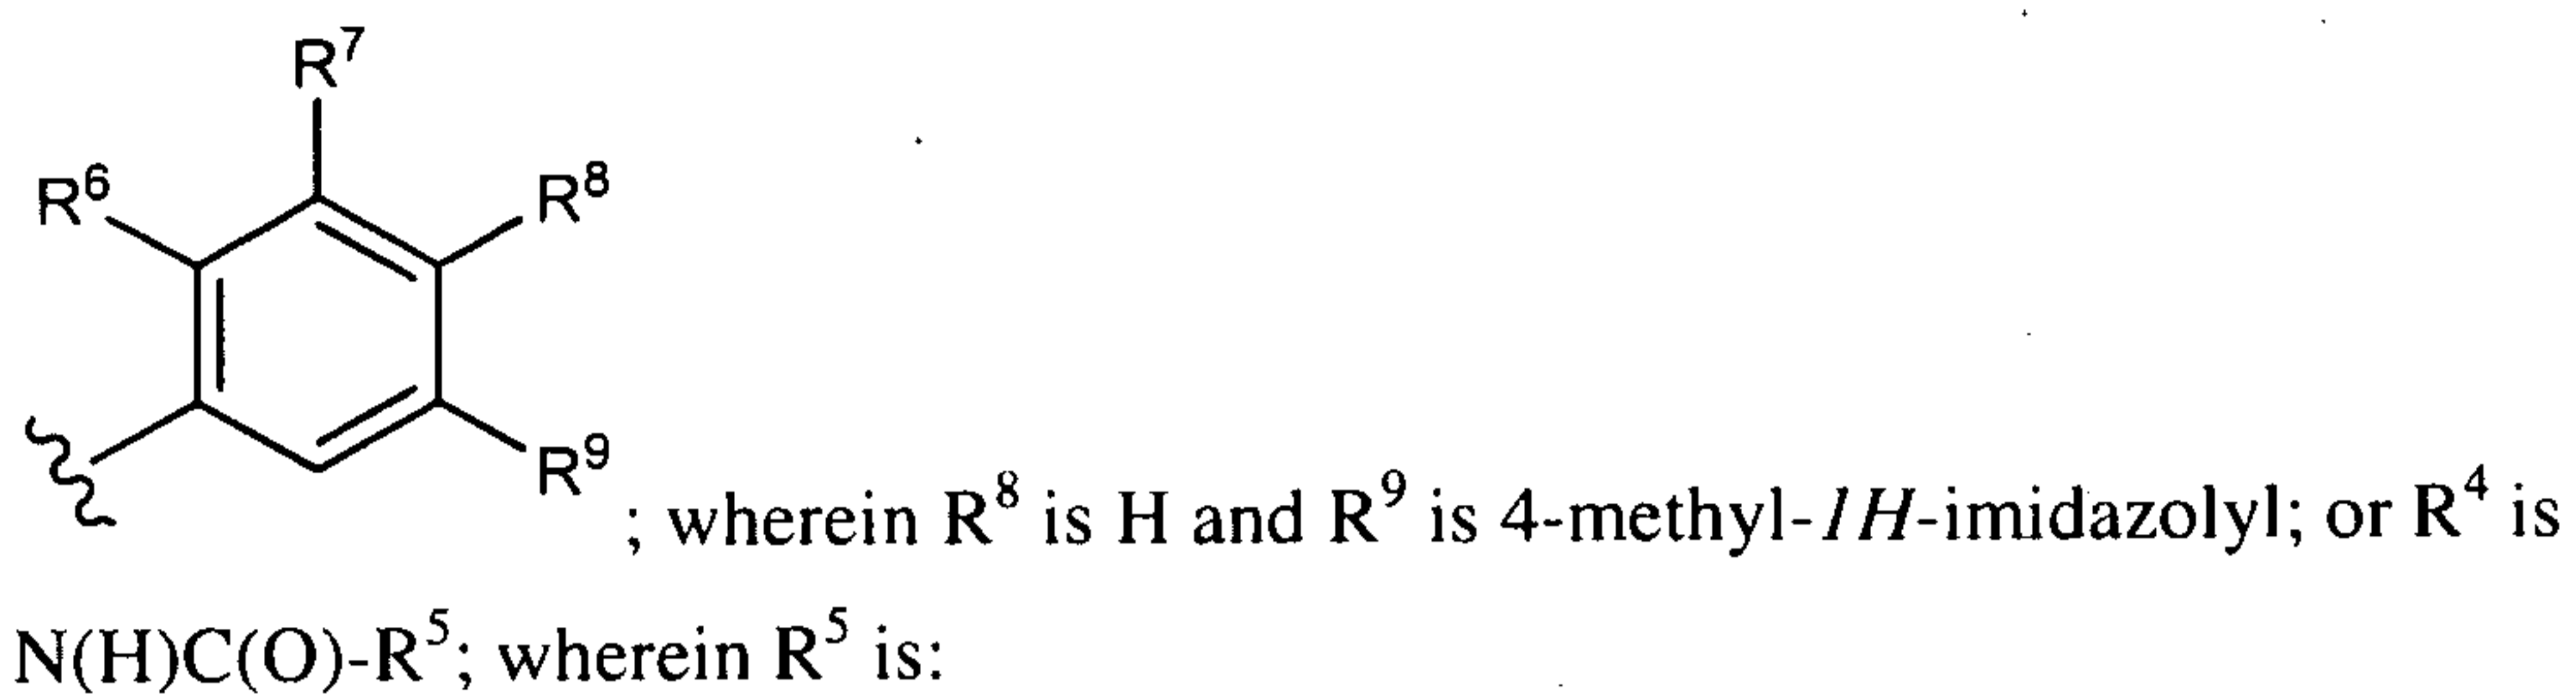 R⁷
R⁶
R⁸
R⁹
; wherein R⁸ is H and R⁹ is 4-methyl-1H-imidazolyl; or R⁴ is
N(H)C(O)-R⁵; wherein R⁵ is: